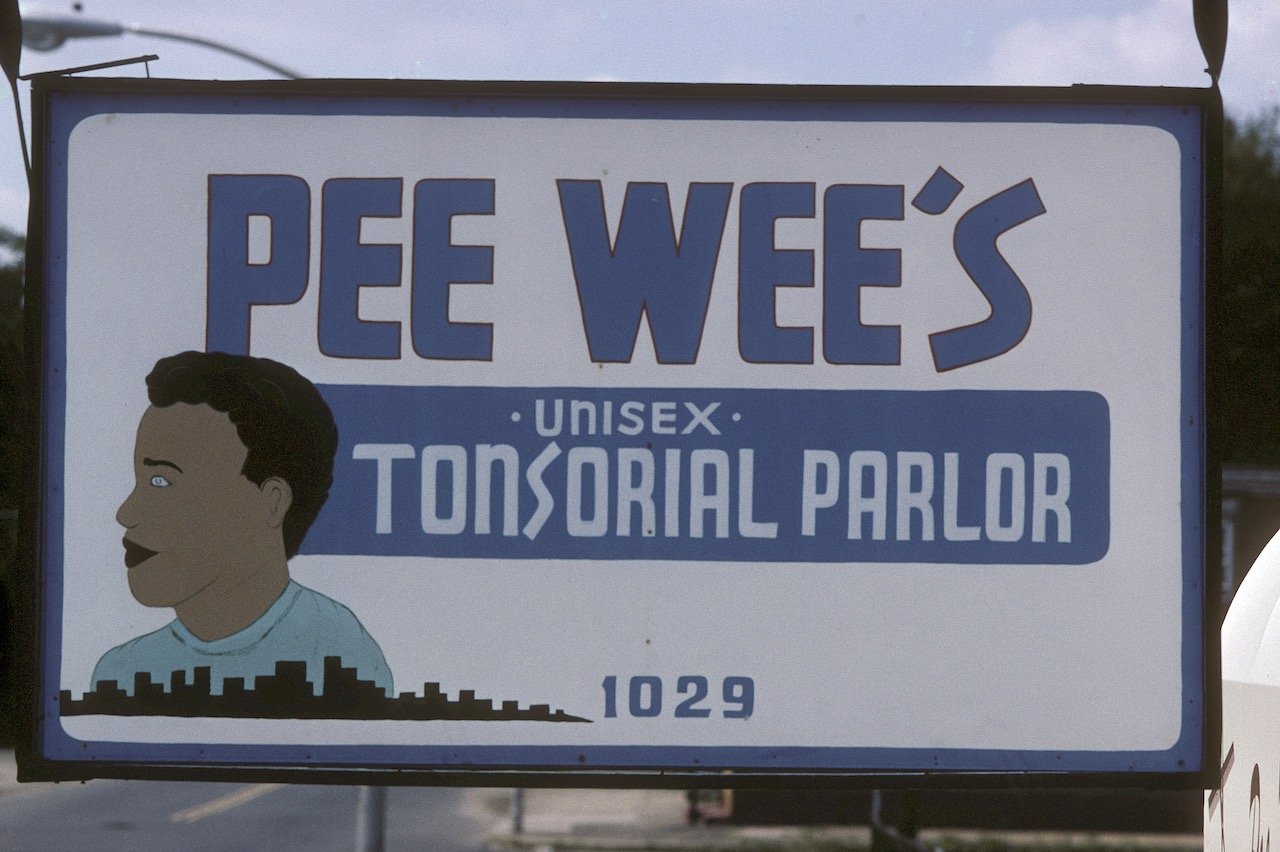 PEE WEE'S
• UNISEX •
TONSORIAL PARLOR
1029